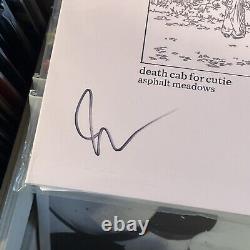 death cab for cutie
asphalt meadows